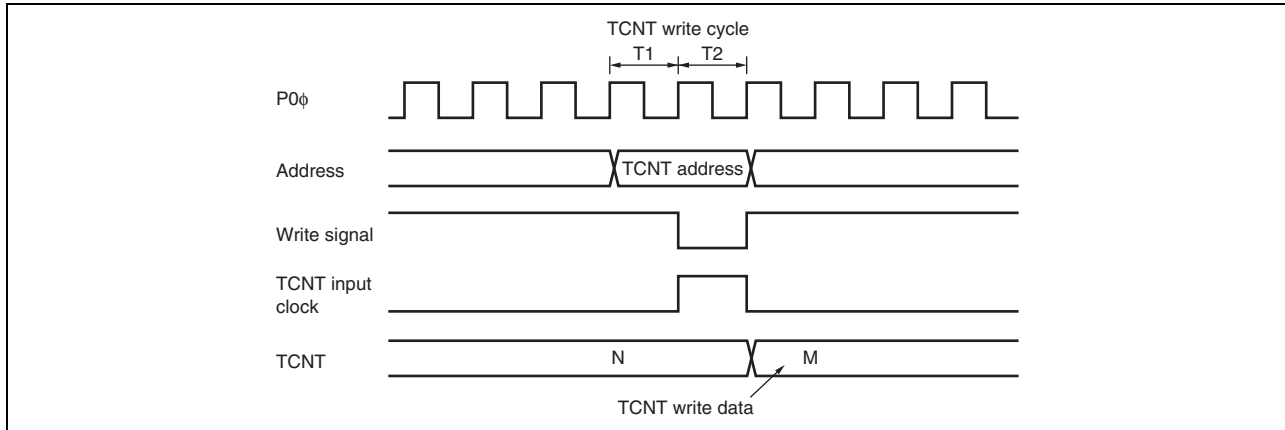 TCNT write cycle
T1 T2
P0ϕ
Address
TCNT address
Write signal
TCNT input
clock
TCNT
N
M
TCNT write data